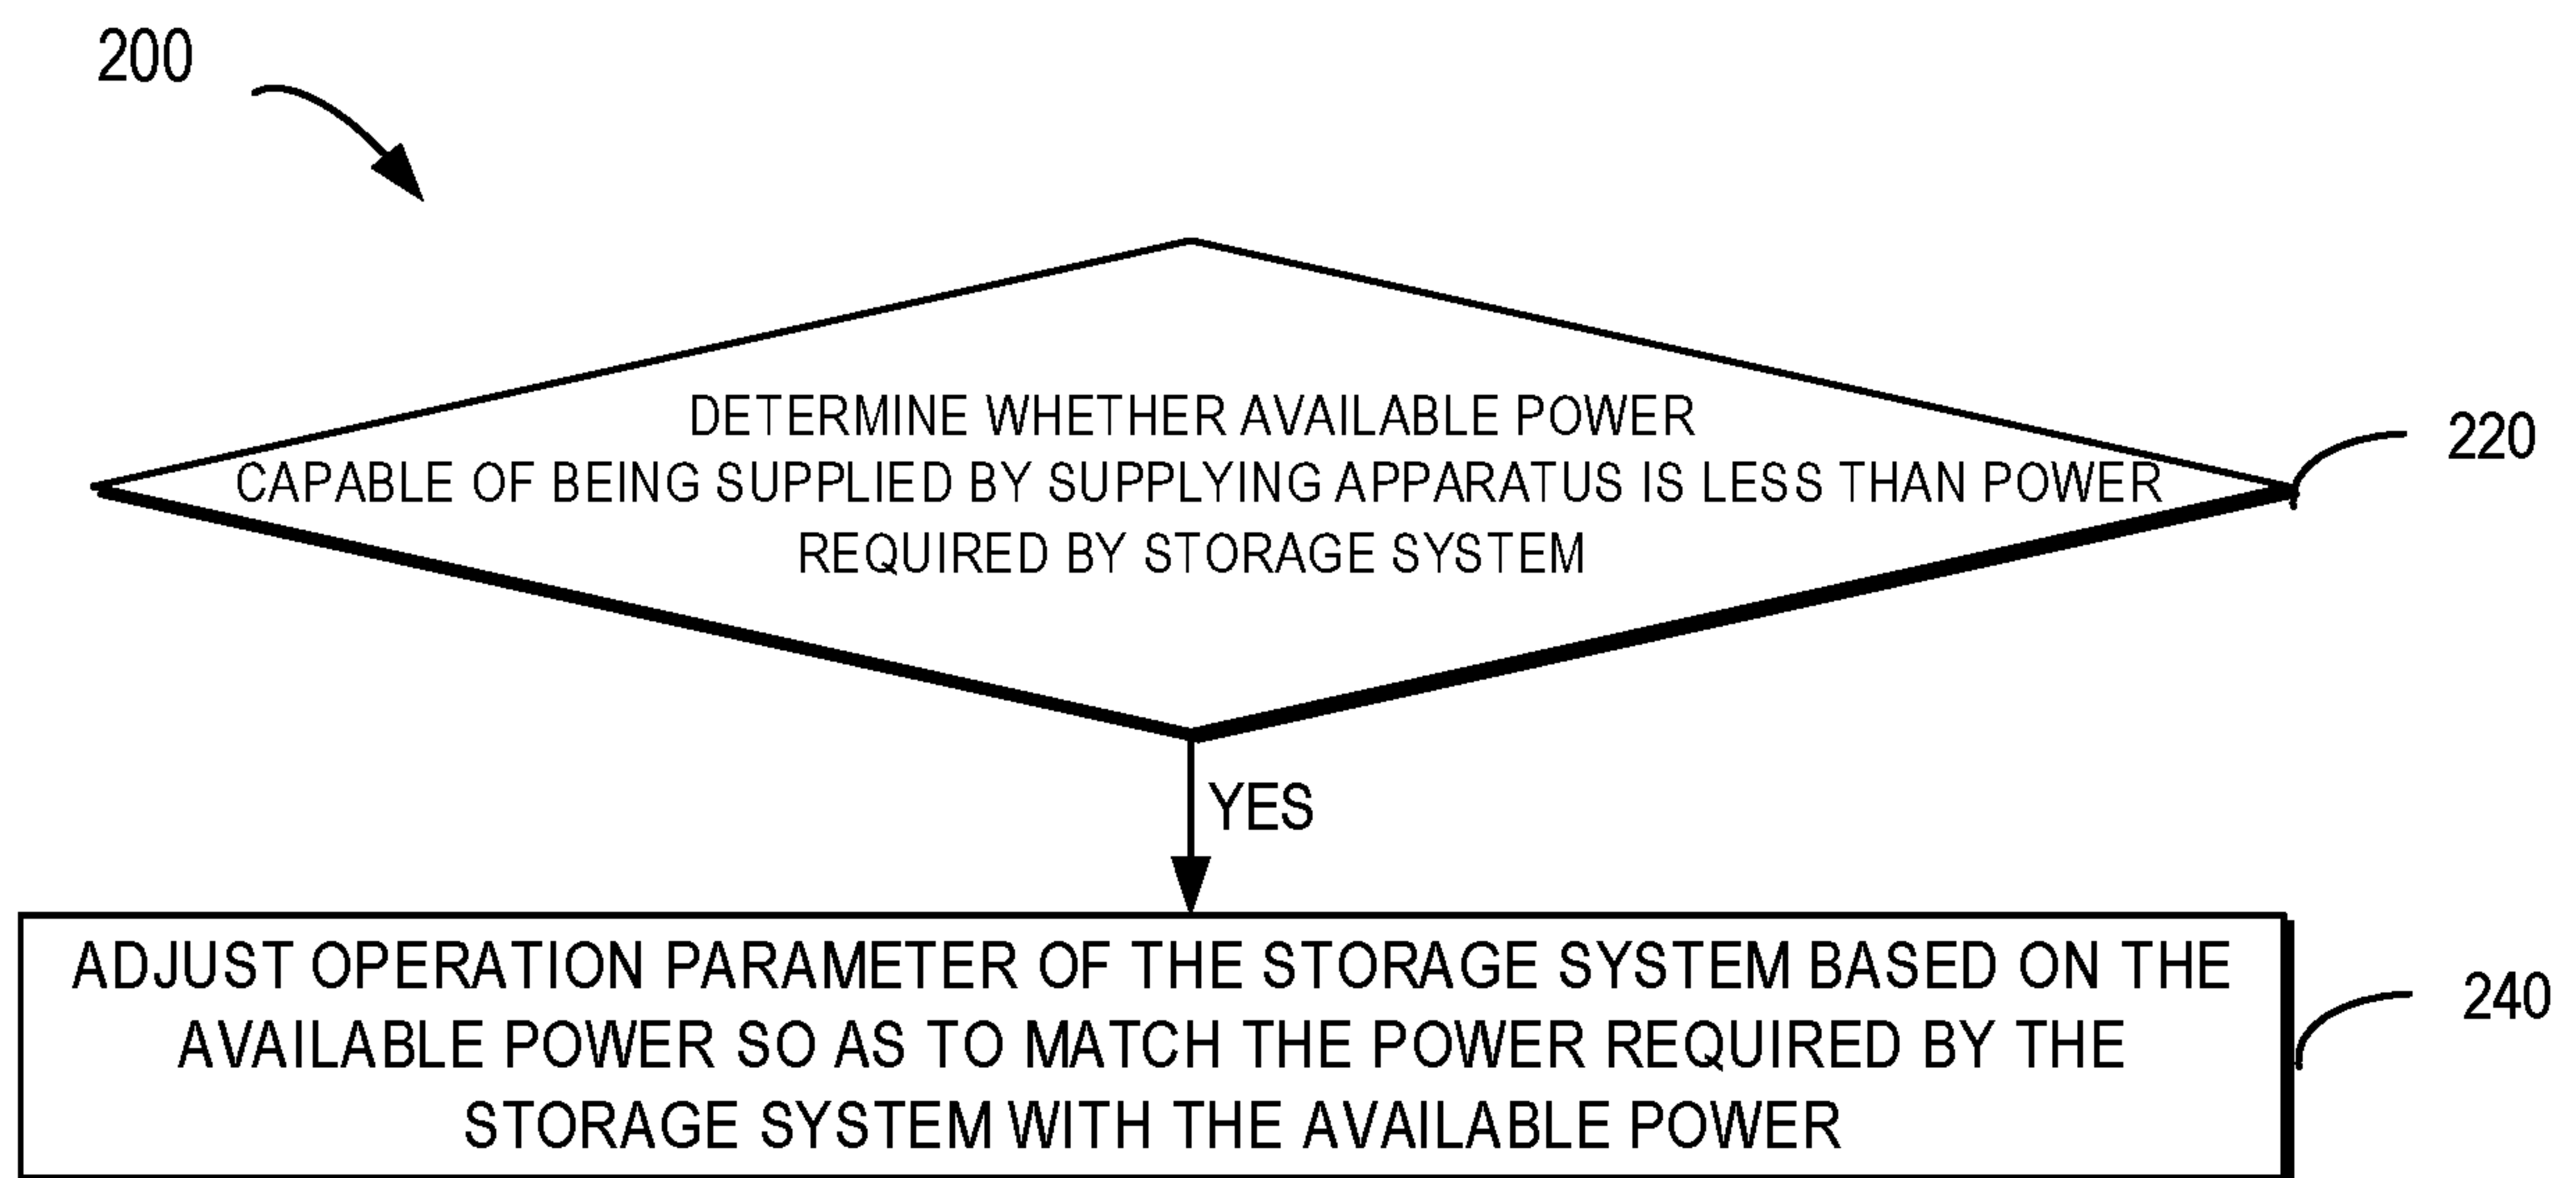 200
DETERMINE WHETHER AVAILABLE POWER
CAPABLE OF BEING SUPPLIED BY SUPPLYING APPARATUS IS LESS THAN POWER
REQUIRED BY STORAGE SYSTEM
220
YES
ADJUST OPERATION PARAMETER OF THE STORAGE SYSTEM BASED ON THE
AVAILABLE POWER SO AS TO MATCH THE POWER REQUIRED BY THE
STORAGE SYSTEM WITH THE AVAILABLE POWER
240